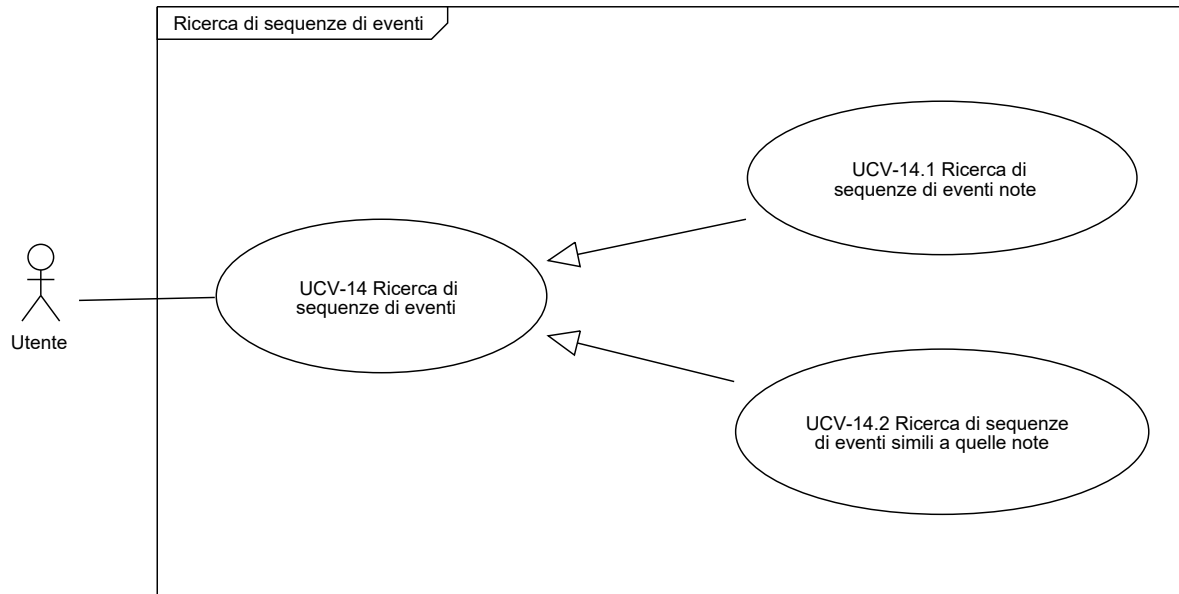 Ricerca di sequenze di eventi
UCV-14.1 Ricerca di
sequenze di eventi note
UCV-14 Ricerca di
sequenze di eventi
Utente
UCV-14.2 Ricerca di sequenze
di eventi simili a quelle note